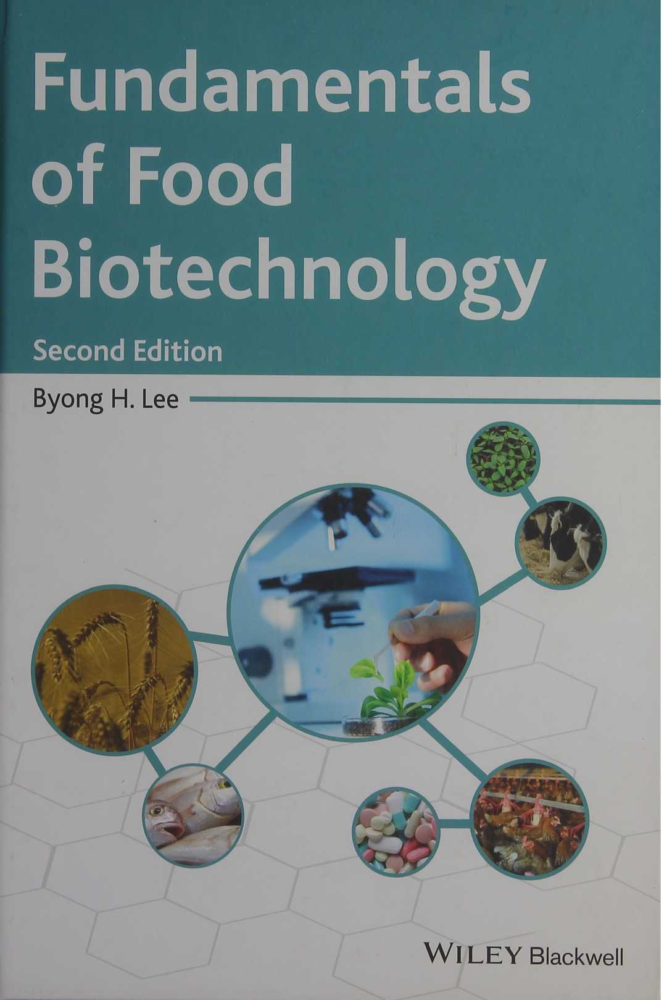 Fundamentals
of Food
Biotechnology
Second Edition
Byong H. Lee
WILEY Blackwell